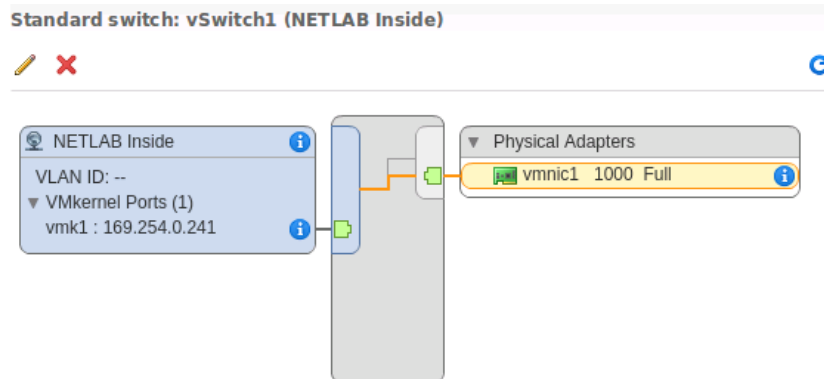 Standard switch: vSwitch1 (NETLAB Inside)
NETLAB Inside
VLAN ID: --
VMkernel Ports (1)
vmk1 : 169.254.0.241
Physical Adapters
vmnic1 1000 Full